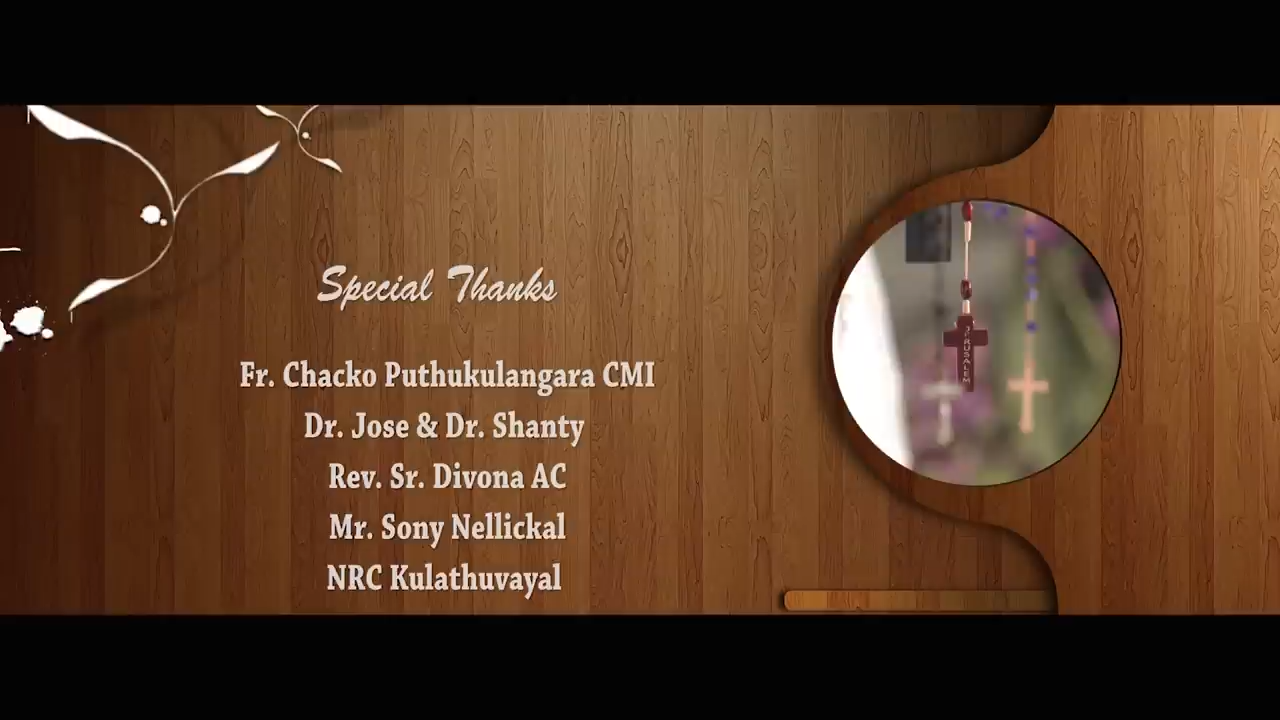 Special Thanks
Fr. Chacko Puthukulangara CMI
Dr. Jose & Dr. Shanty
Rev. Sr. Divona AC
Mr. Sony Nellickal
NRC Kulathuvayal
JERUSALEM